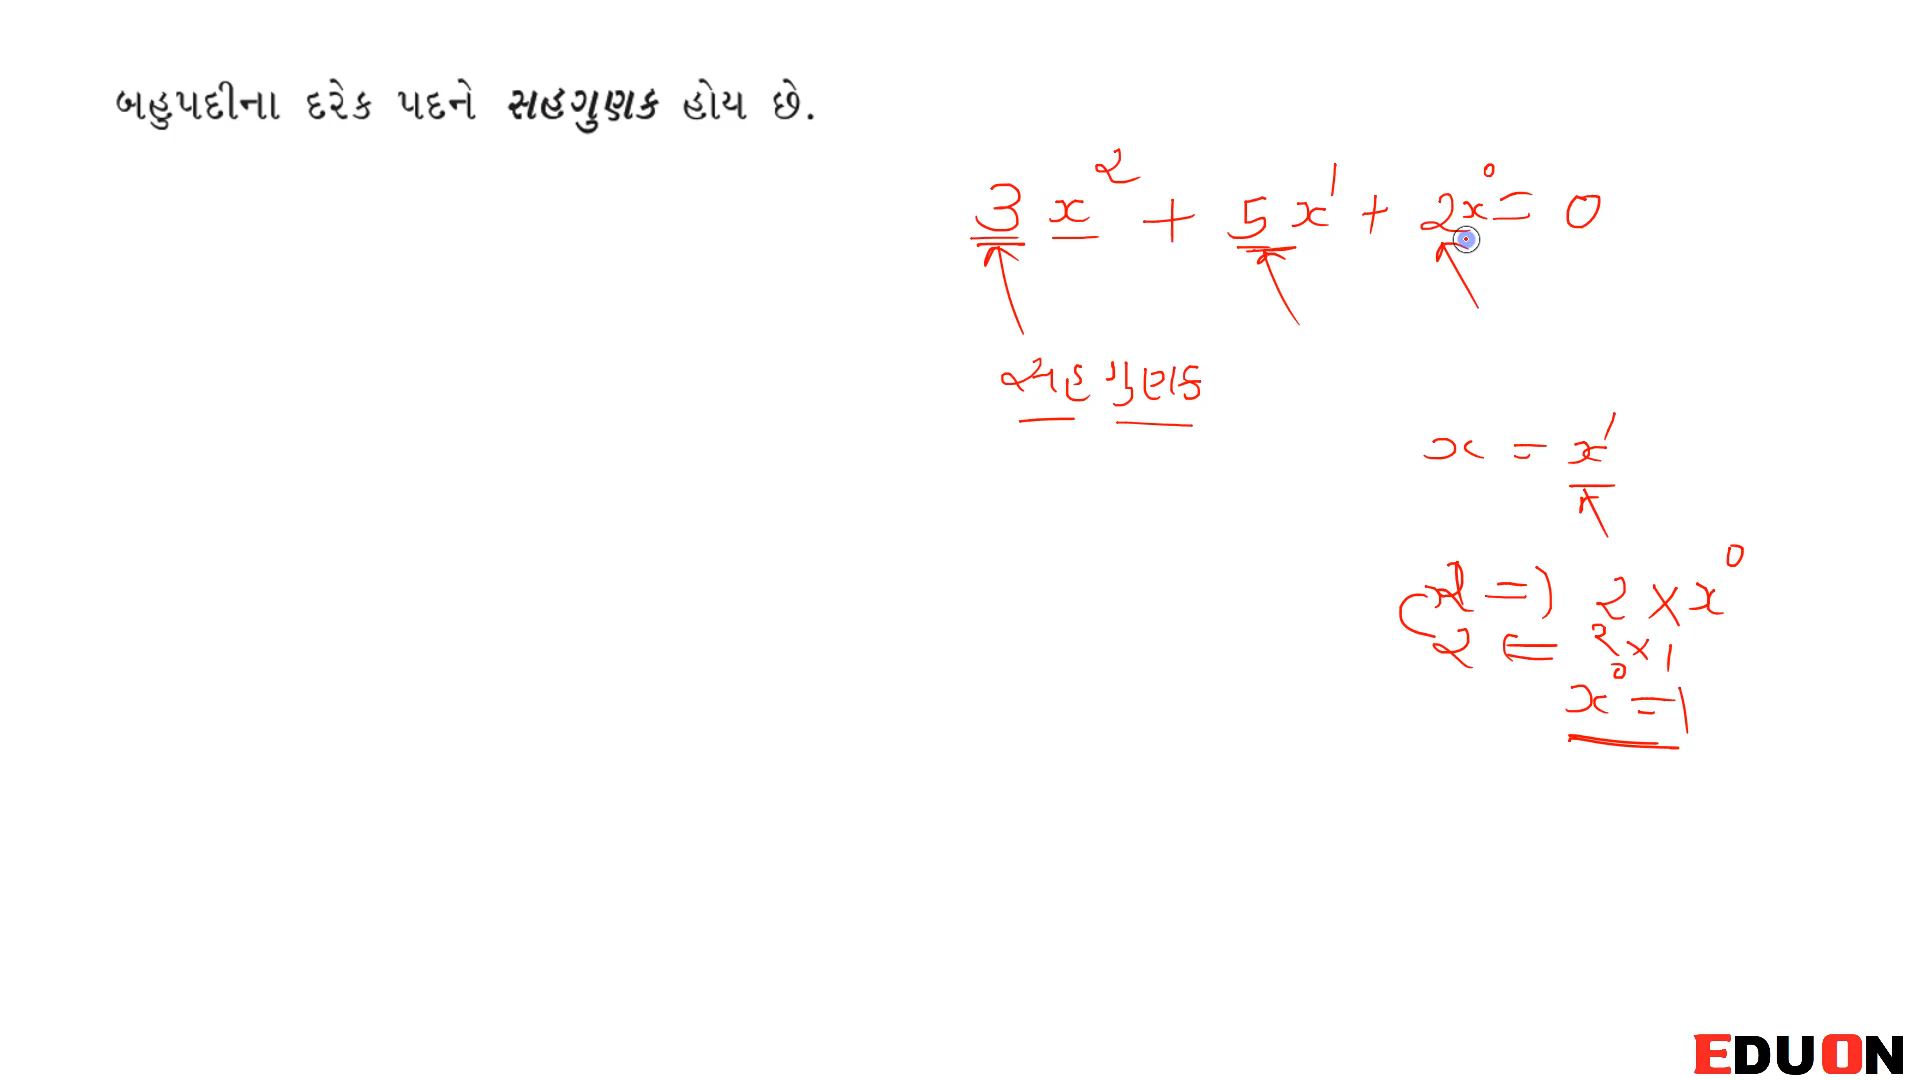 બહુપદીના દરેક પદને સહગુણક હોય છે.
3x² + 5x¹ + 2x⁰ = 0
સહગુણક
x = x¹
2 × x⁰
2 = 2 × 1
x⁰ = 1
EDUON